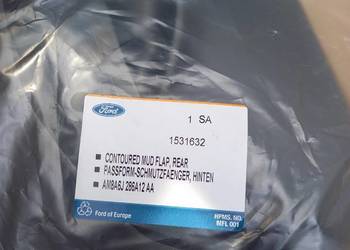 Ford
1 SA
1531632
CONTOURED MUD FLAP, REAR
PASSFORM-SCHMUTZFAENGER, HINTEN
AM8A6J 286A12 AA
Ford of Europe
HPMS. NO.
MFL 001